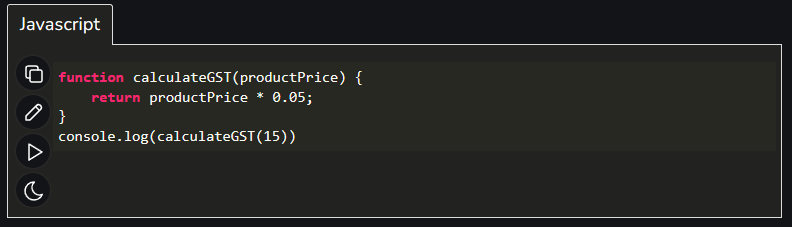 Javascript
function calculateGST(productPrice) {
    return productPrice * 0.05;
}
console.log(calculateGST(15))